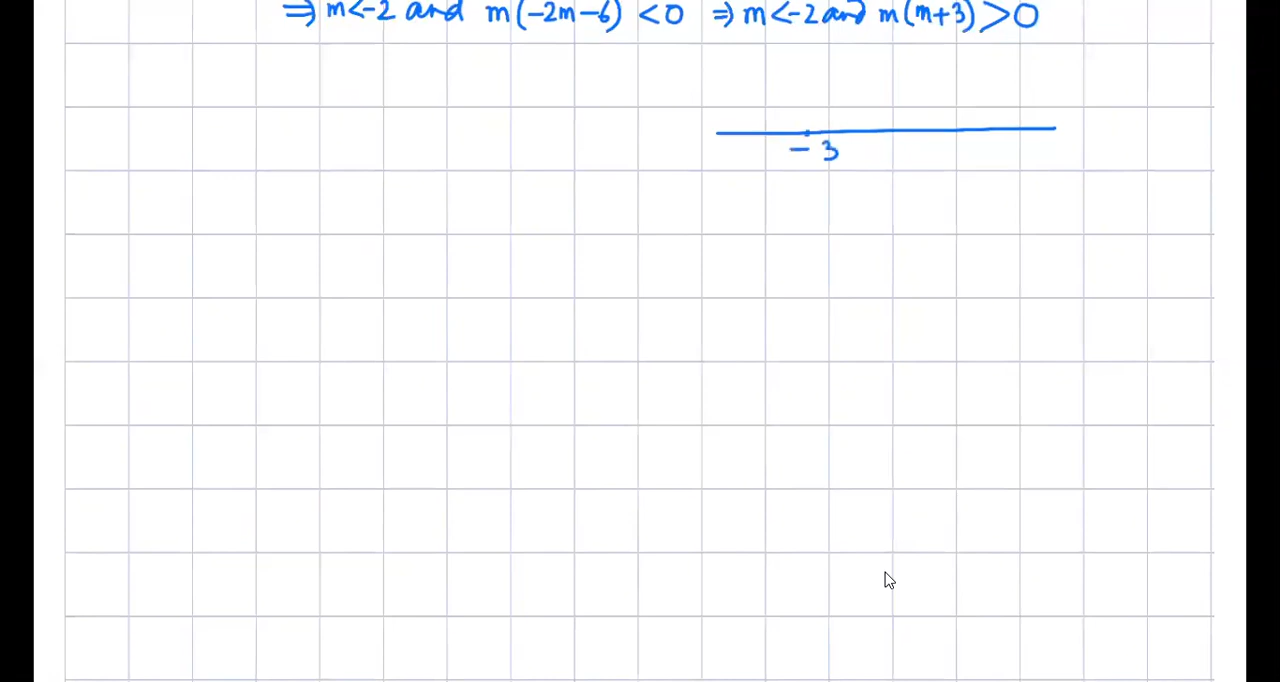 ⇒ m<-2 and m(-2m-6) <0 ⇒ m<-2 and m(m+3)>0
-3